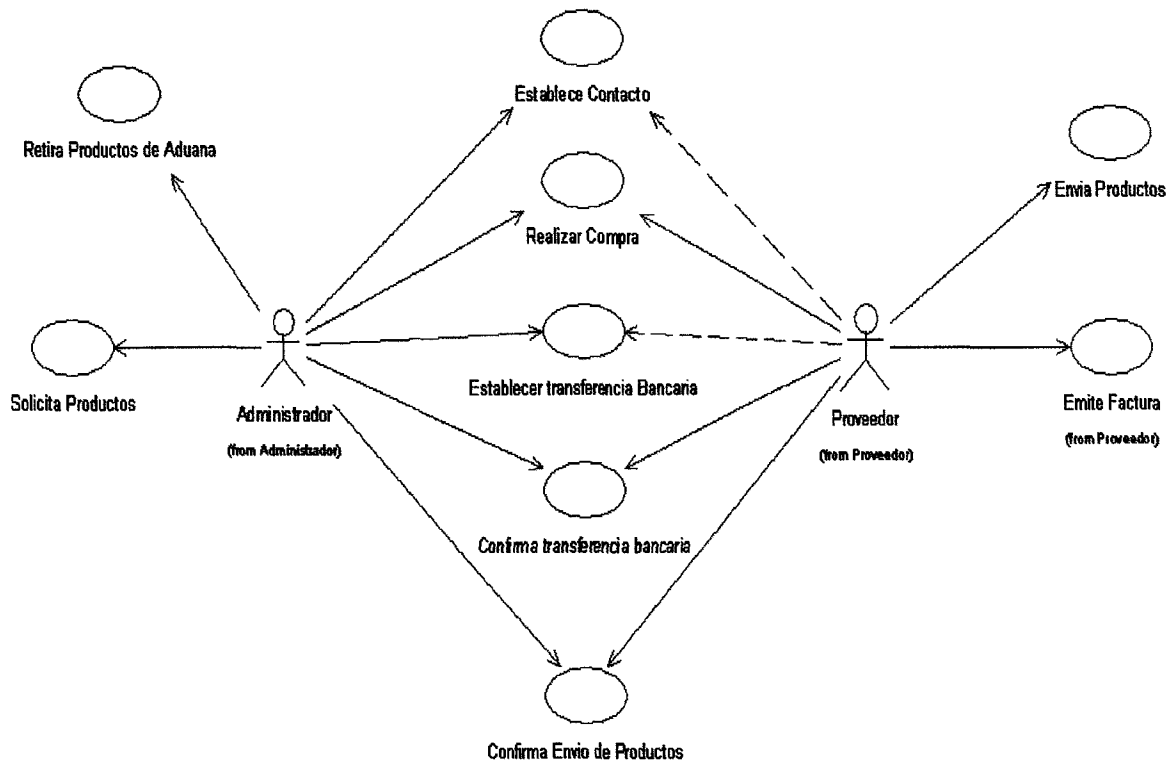 Establece Contacto
Retira Productos de Aduana
Envia Productos
Realizar Compra
Solicita Productos
Administrador
(from Administrador)
Establecer transferencia Bancaria
Proveedor
(from Proveedor)
Emite Factura
(from Proveedor)
Confirma transferencia bancaria
Confirma Envio de Productos